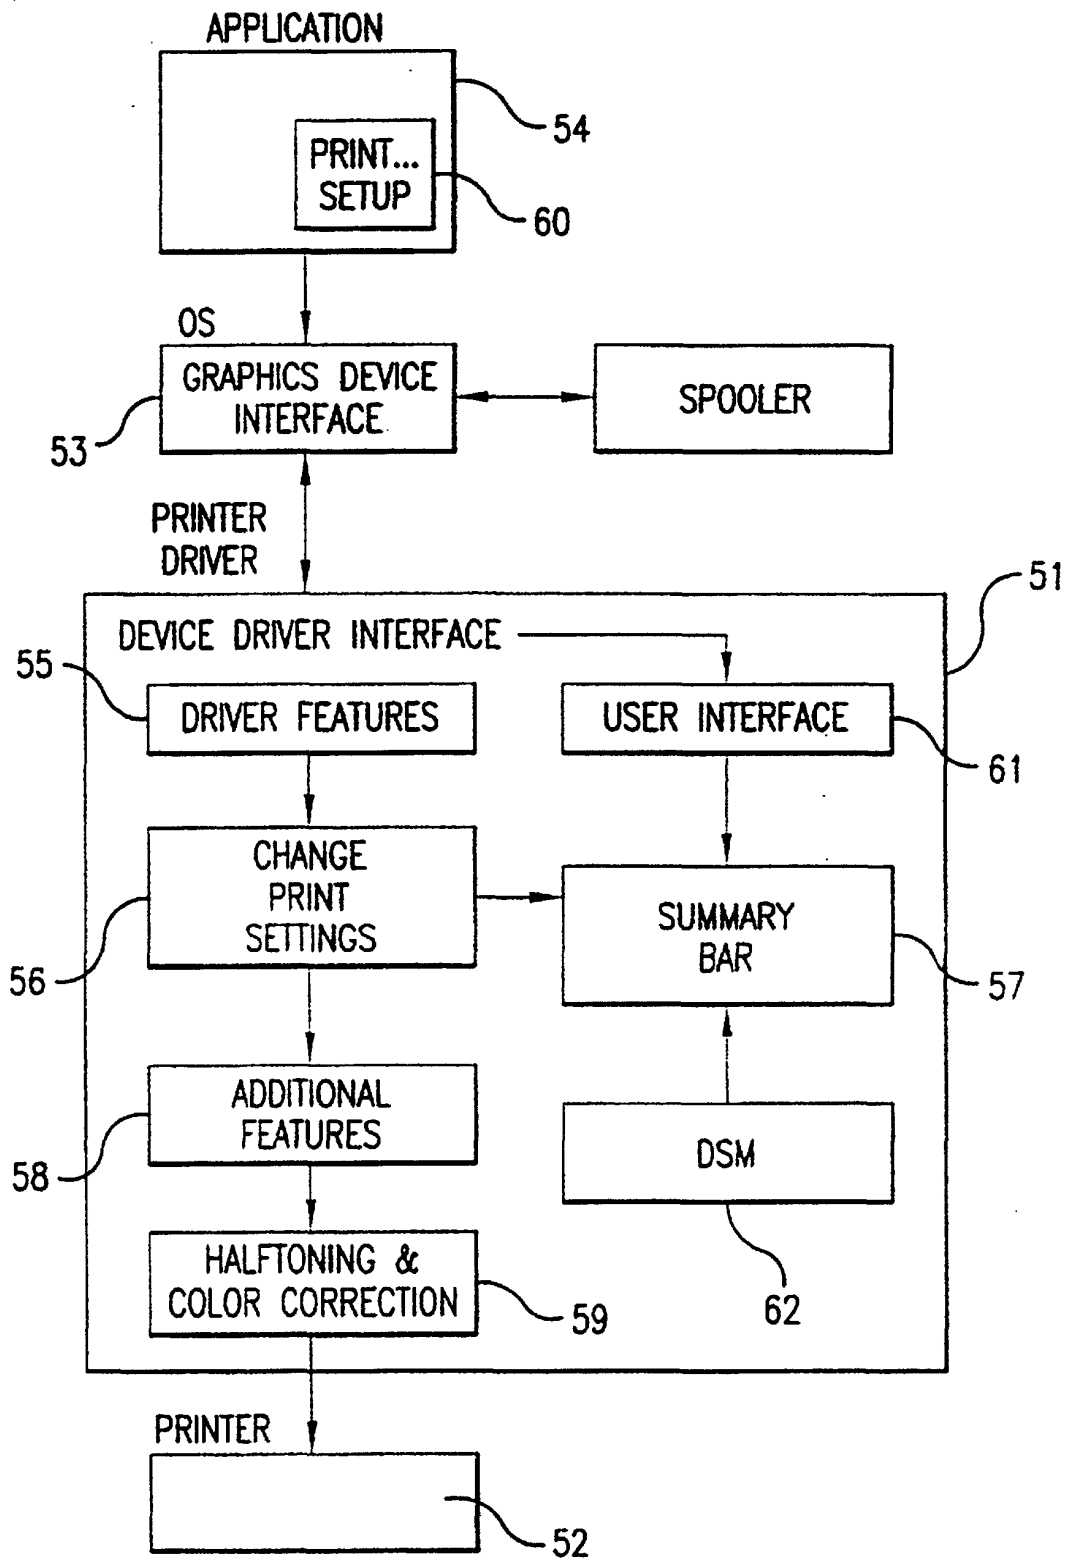 APPLICATION
54
PRINT...
SETUP
60
OS
GRAPHICS DEVICE
INTERFACE
53
SPOOLER
PRINTER
DRIVER
51
DEVICE DRIVER INTERFACE
55
DRIVER FEATURES
USER INTERFACE
61
CHANGE
PRINT
SETTINGS
56
SUMMARY
BAR
57
ADDITIONAL
FEATURES
58
DSM
62
HALFTONING &
COLOR CORRECTION
59
PRINTER
52